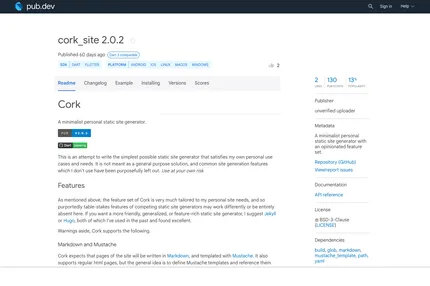 pub.dev
Sign in
Help
cork_site 2.0.2
Published 60 days ago
Dart 3 compatible
SDK DART FLUTTER PLATFORM ANDROID IOS LINUX MACOS WINDOWS
2
Readme Changelog Example Installing Versions Scores
Cork
A minimalist personal static site generator.
This is an attempt to write the simplest possible static site generator that satisfies my own personal use
cases and needs. It is not meant as a general purpose solution, and common site generation features
which I don't use have been purposefully left out. Use at your own risk
Features
As mentioned above, the feature set of Cork is very much tailored to my personal site needs, and so
purportedly table-stakes features of competing static site generators may work differently or be entirely
absent here. If you want a more friendly, generalized, or feature-rich static site generator, I suggest Jekyll
or Hugo, both of which I've used in the past and found excellent.
Warnings aside, Cork supports the following.
Markdown and Mustache
Cork expects that pages of the site will be written in Markdown, and templated with Mustache. It also
supports regular html pages, but the general idea is to define Mustache templates and reference them
2 130 13
LIKES
POPULARITY
Publisher
unverified uploader
Metadata
A minimalist personal
static site generator with
an opinionated feature
set.
Repository (GitHub)
View/report issues
Documentation
API reference
License
BSD-3-Clause
(LICENSE)
Dependencies
build, glob, markdown,
mustache_template, path,
yaml